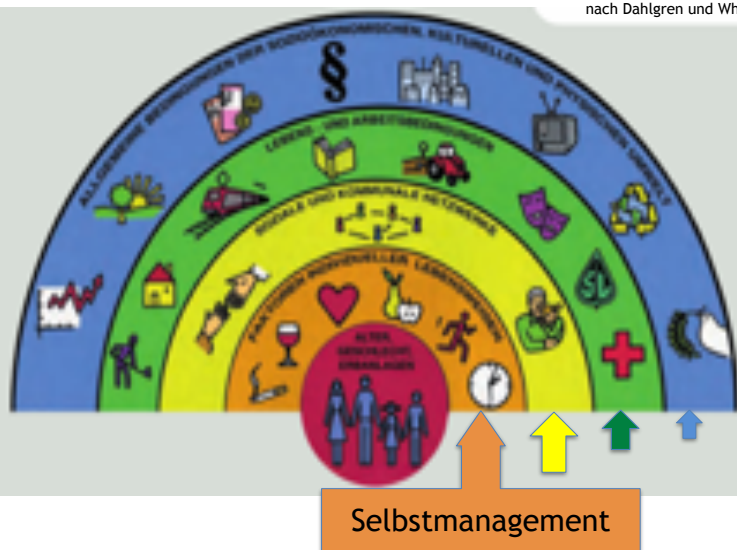 nach Dahlgren und Wh
ALLGEMEINE BEDINGUNGEN DER SOZIOÖKONOMISCHEN, KULTURELLEN UND PHYSISCHEN UMWELT
§
LEBENS- UND ARBEITSBEDINGUNGEN
SOZIALE UND KOMMUNALE NETZWERKE
FAKTOREN INDIVIDUELLER LEBENSWEISEN
ALTER,
GESCHLECHT,
ERBANLAGEN
SL
Selbstmanagement